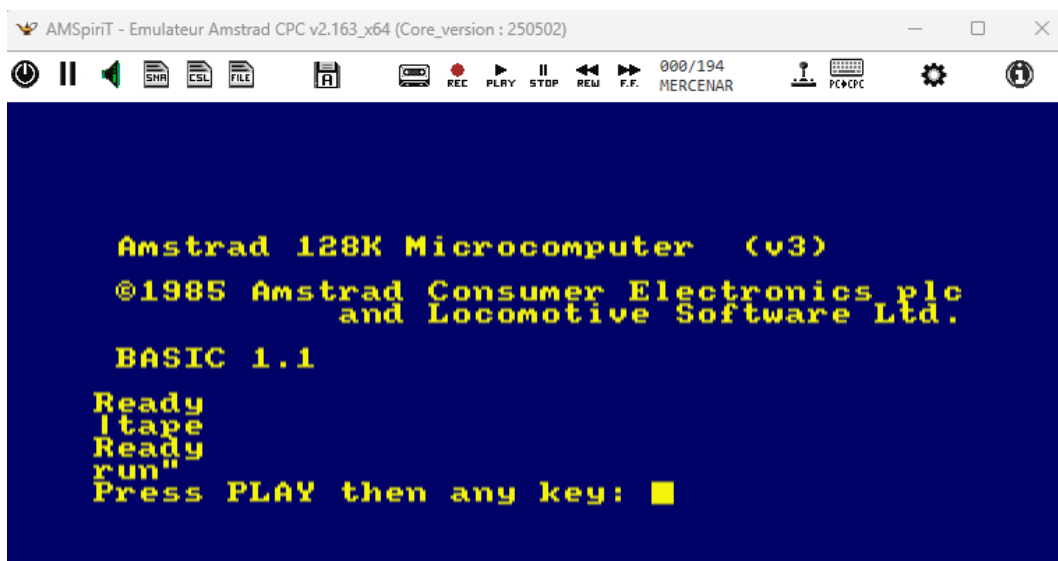 AMSpiriT - Emulateur Amstrad CPC v2.163_x64 (Core_version : 250502)
SNA CSL FILE A REC PLAY STOP REW F.F. 000/194 MERCENAR PC CPC
Amstrad 128K Microcomputer (v3)
©1985 Amstrad Consumer Electronics plc
and Locomotive Software Ltd.
BASIC 1.1
Ready
|tape
Ready
run"
Press PLAY then any key: